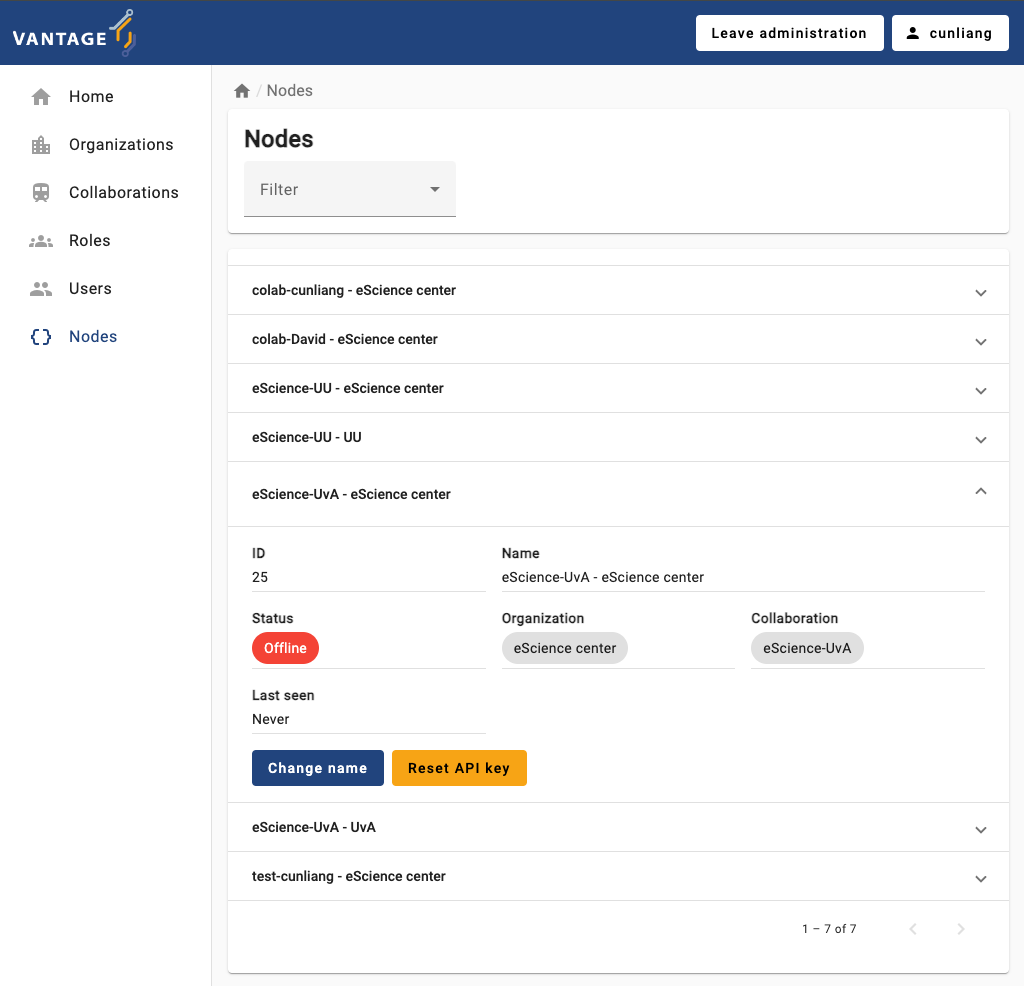 VANTAGE
Leave administration
cunliang
Home
Organizations
Collaborations
Roles
Users
Nodes
/ Nodes
Nodes
Filter
colab-cunliang - eScience center
colab-David - eScience center
eScience-UU - eScience center
eScience-UU - UU
eScience-UvA - eScience center
ID
25
Name
eScience-UvA - eScience center
Status
Offline
Organization
eScience center
Collaboration
eScience-UvA
Last seen
Never
Change name
Reset API key
eScience-UvA - UvA
test-cunliang - eScience center
1 – 7 of 7